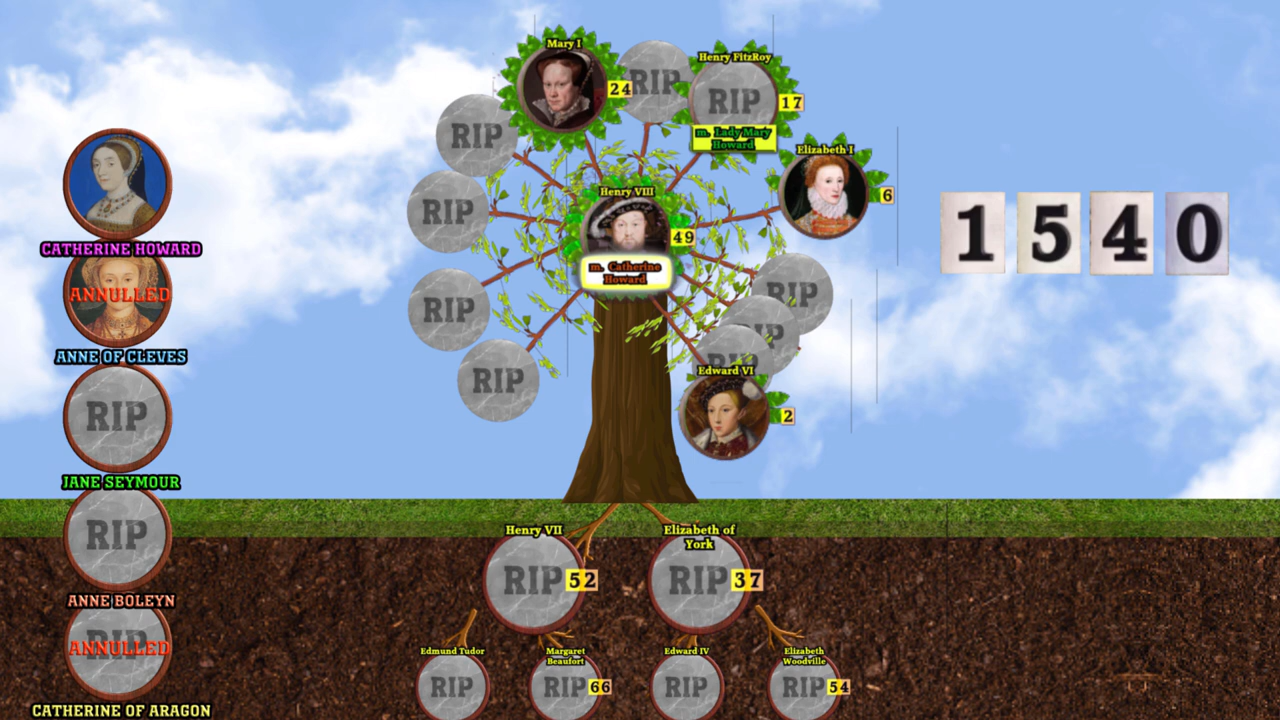 Mary I
24
RIP
Henry FitzRoy
RIP
17
m. Lady Mary
Howard
RIP
Elizabeth I
6
RIP
Henry VIII
49
m. Catherine
Howard
1540
CATHERINE HOWARD
ANNULLED
ANNE OF CLEVES
RIP
JANE SEYMOUR
RIP
ANNE BOLEYN
RIP
ANNULLED
CATHERINE OF ARAGON
RIP
RIP
RIP
RIP
RIP
Edward VI
2
Henry VII
RIP
52
Elizabeth of
York
RIP
37
Edmund Tudor
RIP
Margaret
Beaufort
RIP
66
Edward IV
RIP
Elizabeth
Woodville
RIP
54